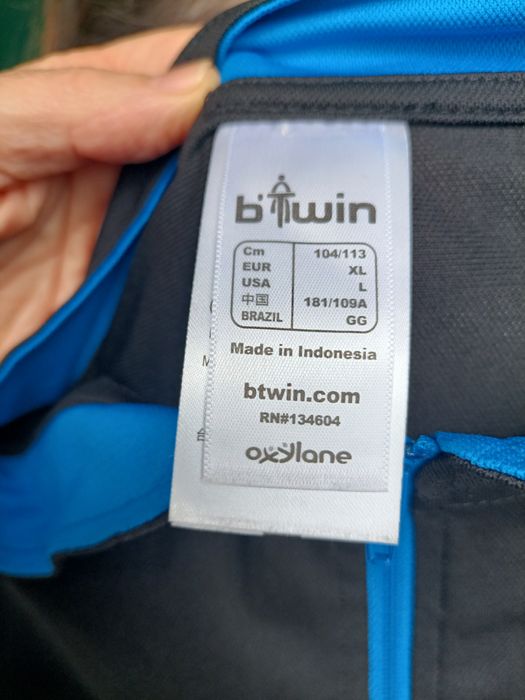 b'twin
Cm 104/113
EUR XL
USA L
中国 181/109A
BRAZIL GG
Made in Indonesia
btwin.com
RN#134604
oxylane